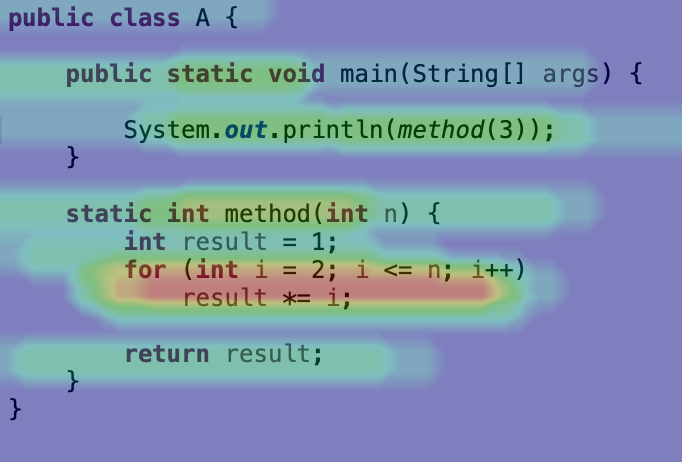 public class A {
public static void main(String[] args) {
System.out.println(method(3));
}
static int method(int n) {
int result = 1;
for (int i = 2; i <= n; i++)
result *= i;
return result;
}
}